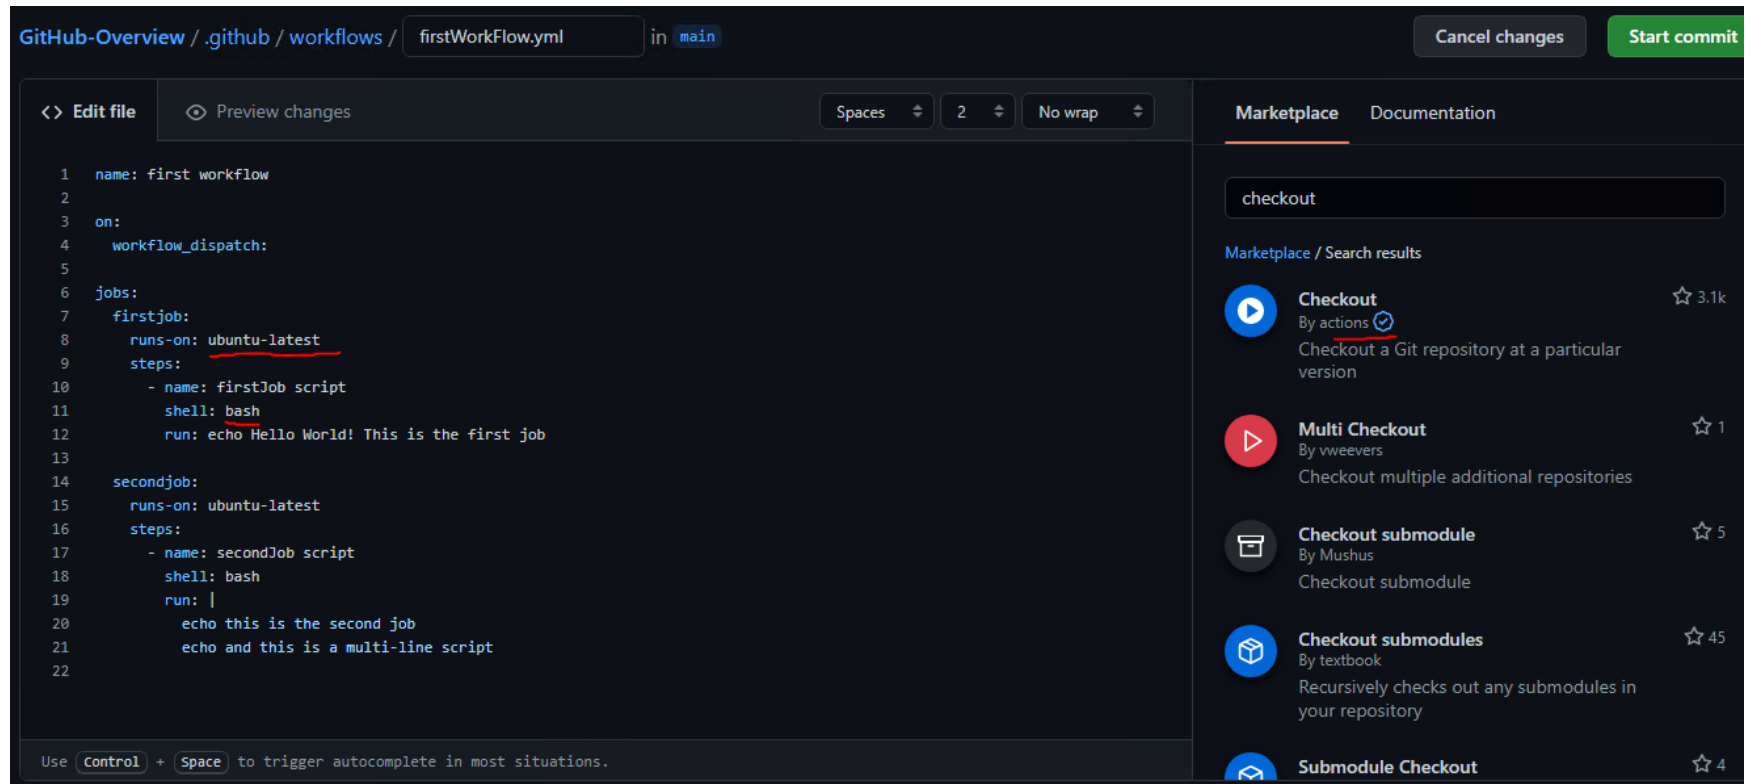 GitHub-Overview / .github / workflows / firstWorkFlow.yml in main
Cancel changes
Start commit
<> Edit file
Preview changes
Spaces
2
No wrap
1 name: first workflow
2
3 on:
4 workflow_dispatch:
5
6 jobs:
7 firstjob:
8 runs-on: ubuntu-latest
9 steps:
10 - name: firstJob script
11 shell: bash
12 run: echo Hello World! This is the first job
13
14 secondjob:
15 runs-on: ubuntu-latest
16 steps:
17 - name: secondJob script
18 shell: bash
19 run: |
20 echo this is the second job
21 echo and this is a multi-line script
22
Use Control + Space to trigger autocomplete in most situations.
Marketplace
Documentation
checkout
Marketplace / Search results
Checkout
3.1k
By actions
Checkout a Git repository at a particular
version
Multi Checkout
1
By vweevers
Checkout multiple additional repositories
Checkout submodule
5
By Mushus
Checkout submodule
Checkout submodules
45
By textbook
Recursively checks out any submodules in
your repository
Submodule Checkout
4